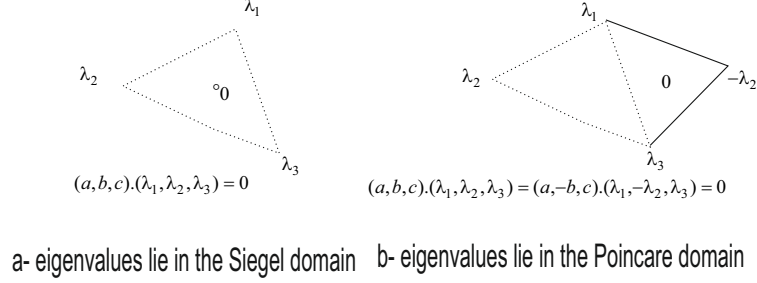 λ₁
λ₂
°0
λ₃
(a,b,c).(λ₁,λ₂,λ₃) = 0
λ₁
λ₂
0
−λ₂
λ₃
(a,b,c).(λ₁,λ₂,λ₃) = (a,−b,c).(λ₁,−λ₂,λ₃) = 0
a- eigenvalues lie in the Siegel domain
b- eigenvalues lie in the Poincare domain